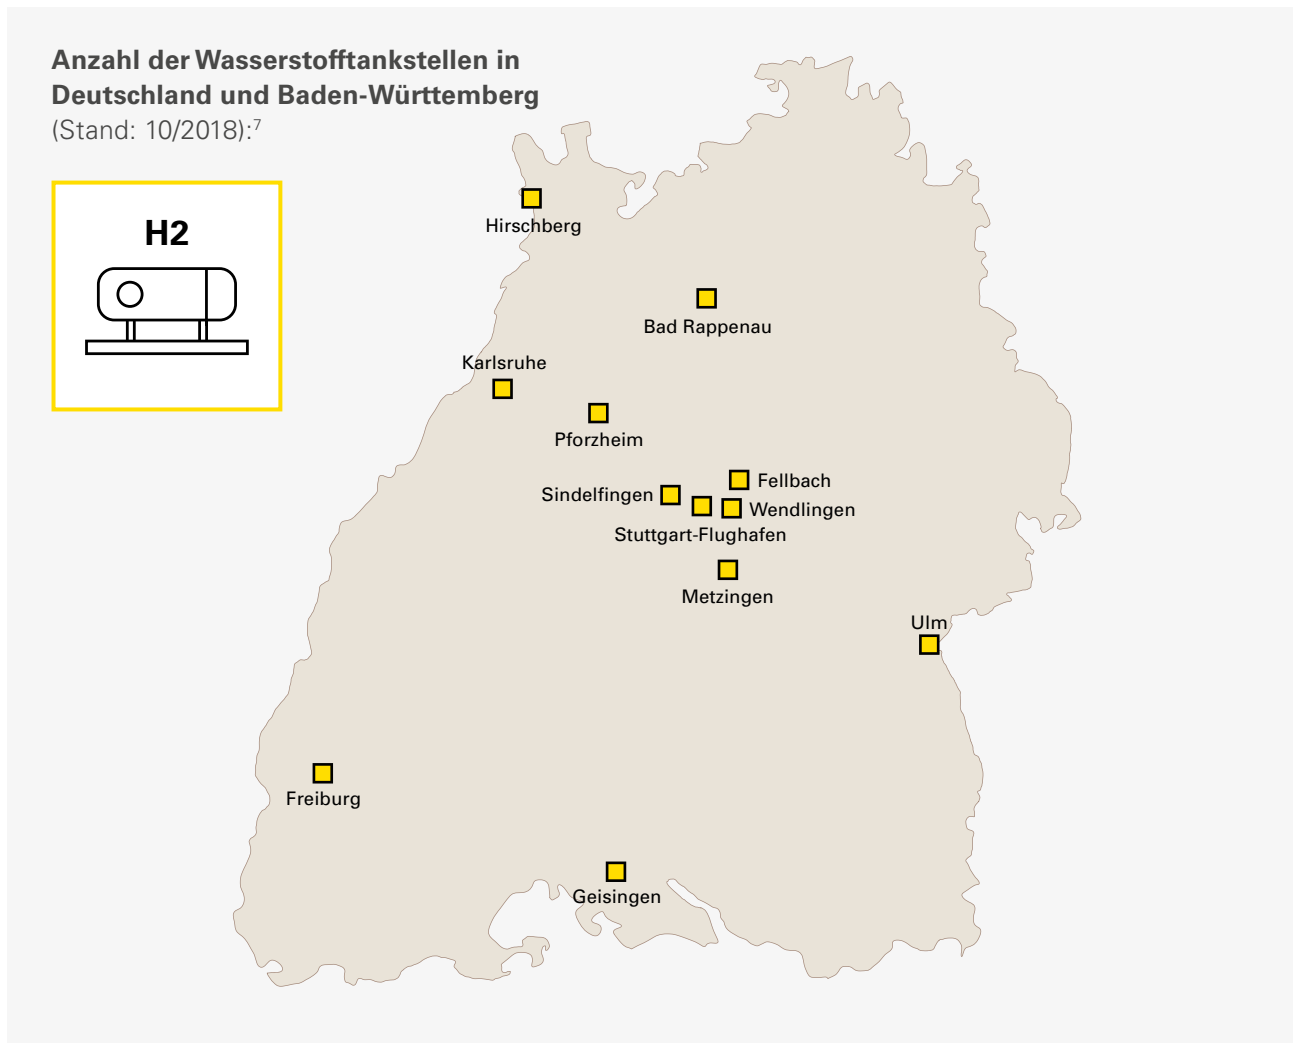 Anzahl der Wasserstofftankstellen in
Deutschland und Baden-Württemberg
(Stand: 10/2018):⁷
H2
Hirschberg
Bad Rappenau
Karlsruhe
Pforzheim
Fellbach
Sindelfingen
Wendlingen
Stuttgart-Flughafen
Metzingen
Ulm
Freiburg
Geisingen